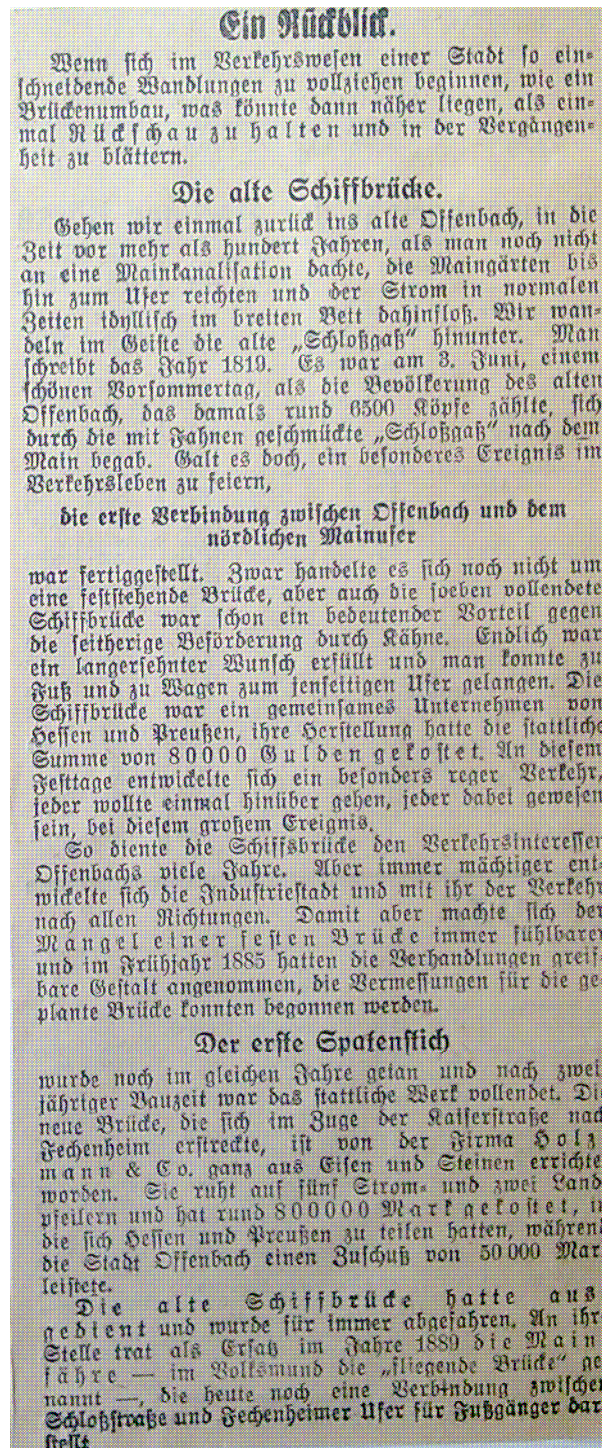 Ein Rückblick.
Wenn sich im Verkehrswesen einer Stadt so ein-
schneidende Wandlungen zu vollziehen beginnen, wie ein
Brückenumbau, was könnte dann näher liegen, als ein-
mal Rückschau zu halten und in der Vergangen-
heit zu blättern.
Die alte Schiffbrücke.
Gehen wir einmal zurück ins alte Offenbach, in die
Zeit vor mehr als hundert Jahren, als man noch nicht
an eine Mainkanalisation dachte, die Maingärten bis
hin zum Ufer reichten und der Strom in normalen
Zeiten idyllisch im breiten Bett dahinfloß. Wir wan-
deln im Geiste die alte „Schloßgaß" hinunter. Man
schreibt das Jahr 1819. Es war am 3. Juni, einem
schönen Vorsommertag, als die Bevölkerung des alten
Offenbach, das damals rund 6500 Köpfe zählte, sich
durch die mit Fahnen geschmückte „Schloßgaß" nach dem
Main begab. Galt es doch, ein besonderes Ereignis im
Verkehrsleben zu feiern,
die erste Verbindung zwischen Offenbach und dem
nördlichen Mainufer
war fertiggestellt. Zwar handelte es sich noch nicht um
eine feststehende Brücke, aber auch die soeben vollendete
Schiffbrücke war schon ein bedeutender Vorteil gegen
die seitherige Beförderung durch Kähne. Endlich war
ein langersehnter Wunsch erfüllt und man konnte zu
Fuß und zu Wagen zum jenseitigen Ufer gelangen. Die
Schiffbrücke war ein gemeinsames Unternehmen von
Hessen und Preußen, ihre Herstellung hatte die stattliche
Summe von 80000 Gulden gekostet. An diesem
Festtage entwickelte sich ein besonders reger Verkehr,
jeder wollte einmal hinüber gehen, jeder dabei gewesen
sein, bei diesem großem Ereignis.
So diente die Schiffsbrücke den Verkehrsinteressen
Offenbachs viele Jahre. Aber immer mächtiger ent-
wickelte sich die Industriestadt und mit ihr der Verkehr
nach allen Richtungen. Damit aber machte sich der
Mangel einer festen Brücke immer fühlbarer
und im Frühjahr 1885 hatten die Verhandlungen greif-
bare Gestalt angenommen, die Vermessungen für die ge-
plante Brücke konnten begonnen werden.
Der erste Spatenstich
wurde noch im gleichen Jahre getan und nach zwei-
jähriger Bauzeit war das stattliche Werk vollendet. Die
neue Brücke, die sich im Zuge der Kaiserstraße nach
Fechenheim erstreckte, ist von der Firma Holz-
mann & Co. ganz aus Eisen und Steinen errichtet
worden. Sie ruht auf fünf Strom- und zwei Land-
pfeilern und hat rund 800000 Mark gekostet, in
die sich Hessen und Preußen zu teilen hatten, während
die Stadt Offenbach einen Zuschuß von 50 000 Mark
leistete.
Die alte Schiffbrücke hatte aus-
gedient und wurde für immer abgefahren. An ihre
Stelle trat als Ersatz im Jahre 1889 die Main-
fähre — im Volksmund die „fliegende Brücke" ge-
nannt —, die heute noch eine Verbindung zwischen
Schloßstraße und Fechenheimer Ufer für Fußgänger dar-
stellt